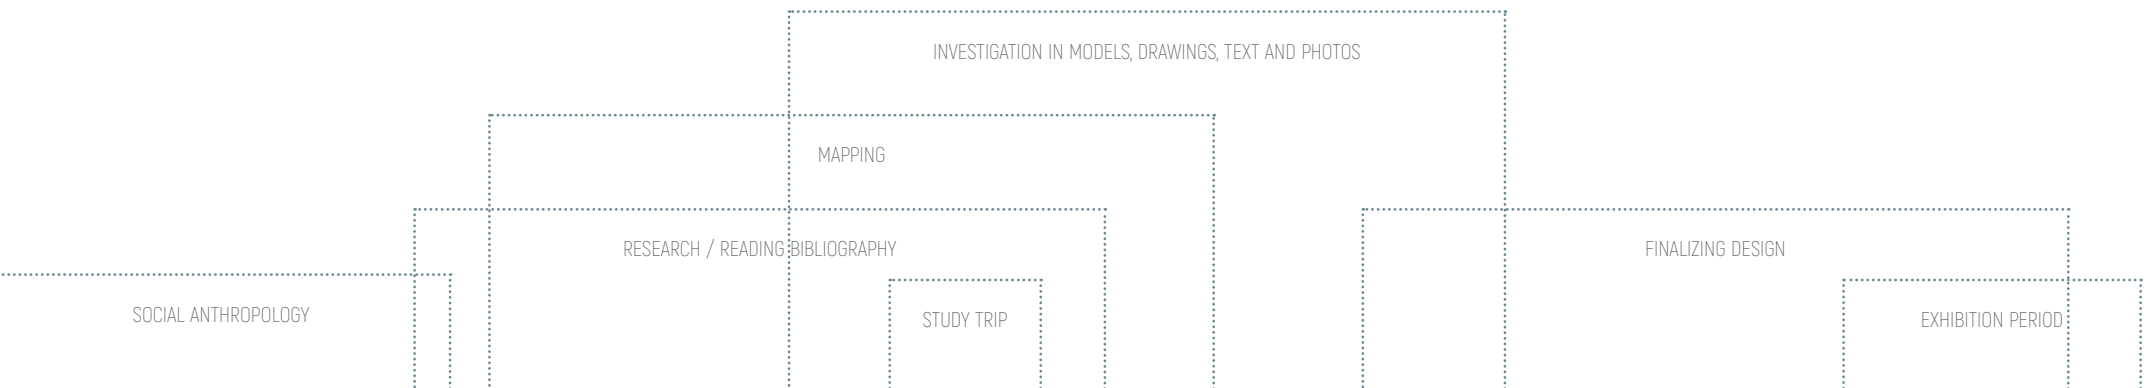 INVESTIGATION IN MODELS, DRAWINGS, TEXT AND PHOTOS
MAPPING
RESEARCH / READING BIBLIOGRAPHY
FINALIZING DESIGN
SOCIAL ANTHROPOLOGY
STUDY TRIP
EXHIBITION PERIOD